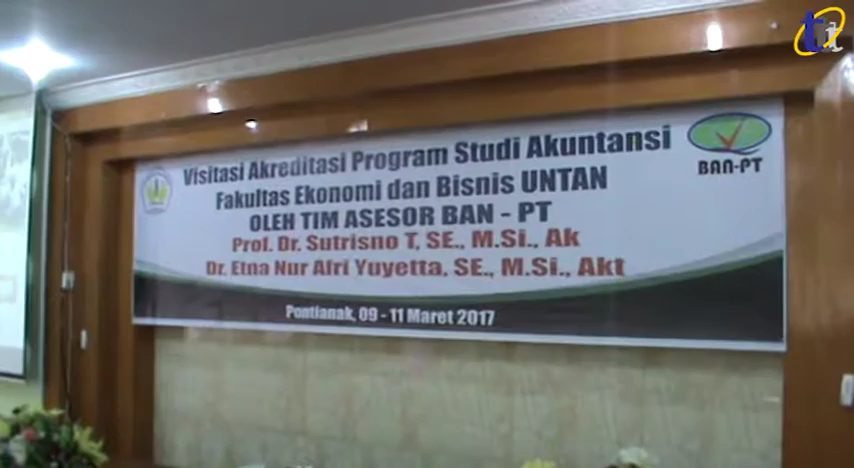 ti
Visitasi Akreditasi Program Studi Akuntansi
Fakultas Ekonomi dan Bisnis UNTAN
OLEH TIM ASESOR BAN - PT
Prof. Dr. Sutrisno T, SE., M.Si., Ak
Dr. Etna Nur Afri Yuyetta, SE., M.Si., Akt
Pontianak, 09 - 11 Maret 2017
BAN-PT